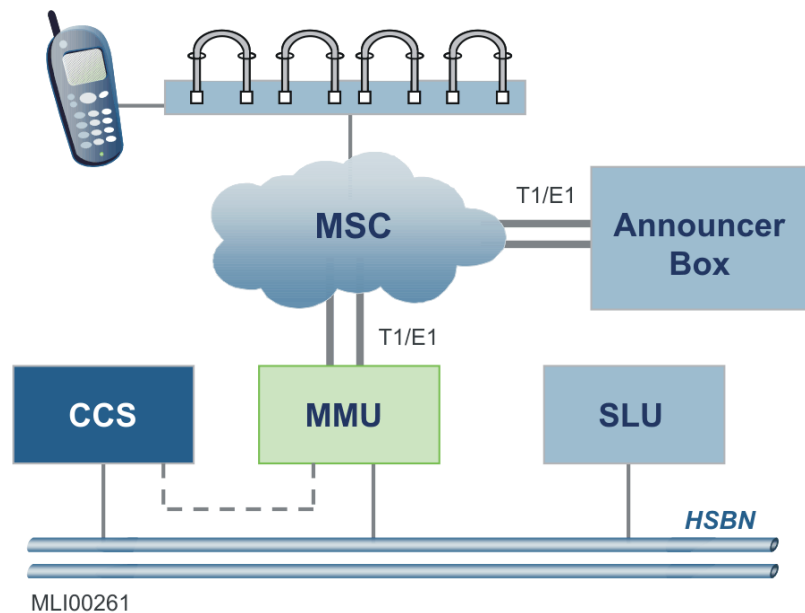 T1/E1
MSC
Announcer
Box
T1/E1
CCS
MMU
SLU
HSBN
MLI00261